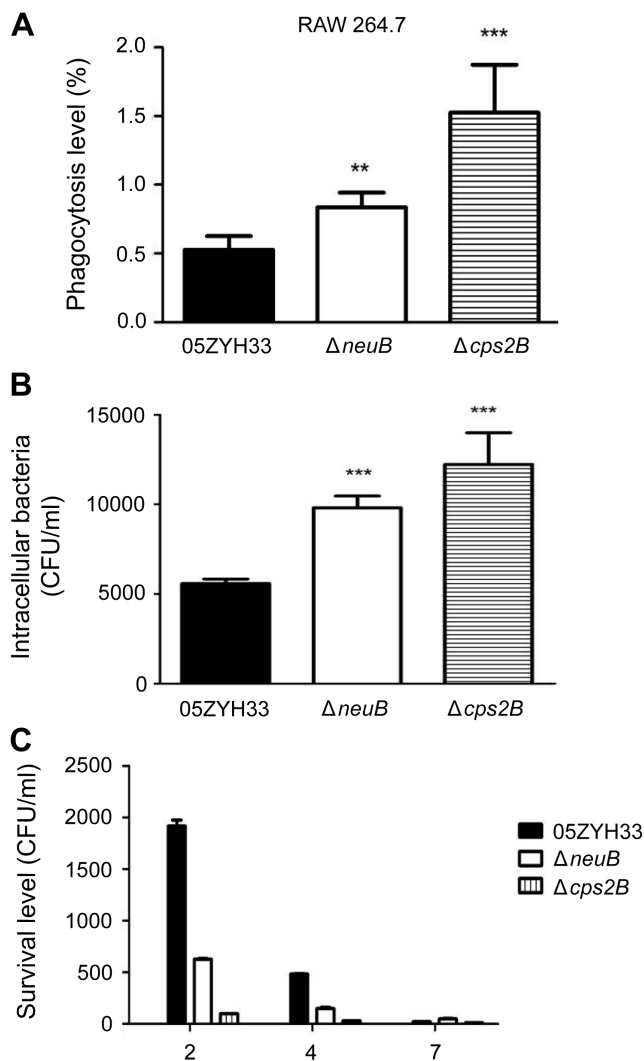 A
RAW 264.7
Phagocytosis level (%)
2.0
1.5
1.0
0.5
0.0
**
***
05ZYH33
ΔneuB
Δcps2B
B
Intracellular bacteria
(CFU/ml)
15000
10000
5000
0
***
***
05ZYH33
ΔneuB
Δcps2B
C
Survival level (CFU/ml)
2500
2000
1500
1000
500
0
2
4
7
05ZYH33
ΔneuB
Δcps2B